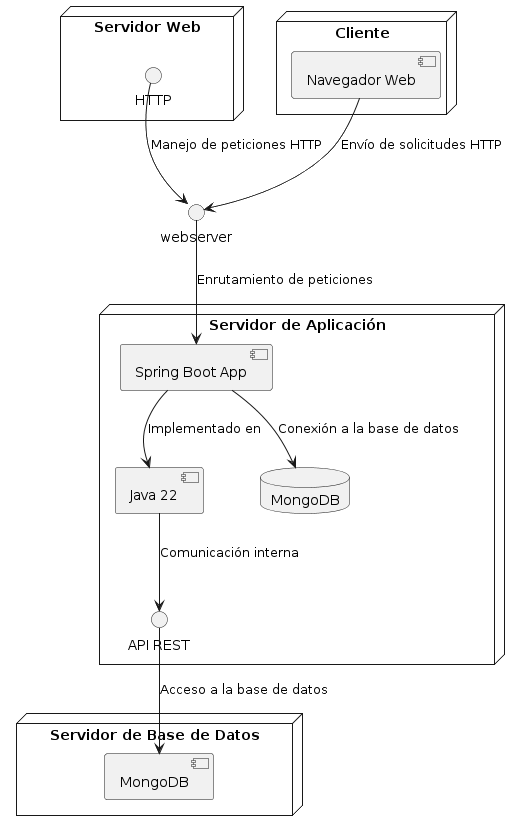 Servidor Web
Cliente
Navegador Web
HTTP
Manejo de peticiones HTTP
Envío de solicitudes HTTP
webserver
Enrutamiento de peticiones
Servidor de Aplicación
Spring Boot App
Implementado en
Conexión a la base de datos
Java 22
MongoDB
Comunicación interna
API REST
Acceso a la base de datos
Servidor de Base de Datos
MongoDB